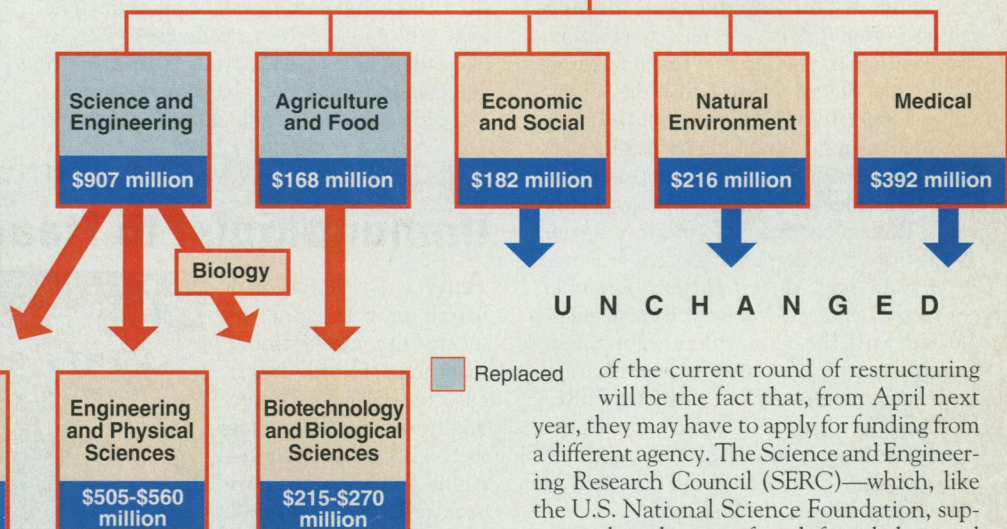 Science and
Engineering
$907 million
Agriculture
and Food
$168 million
Economic
and Social
$182 million
Natural
Environment
$216 million
Medical
$392 million
Biology
UNCHANGED
Engineering
and Physical
Sciences
$505-$560
million
Biotechnology
and Biological
Sciences
$215-$270
million
Replaced
of the current round of restructuring
will be the fact that, from April next
year, they may have to apply for funding from
a different agency. The Science and Engineer-
ing Research Council (SERC)—which, like
the U.S. National Science Foundation, sup-